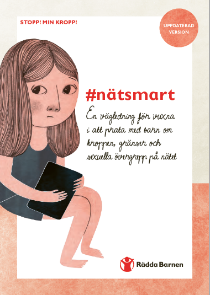 STOPP! MIN KROPP!
UPPDATERAD
VERSION
#nätsmart
En vägledning för vuxna
i att prata med barn om
kroppen, gränser och
sexuella övergrepp på nätet
Rädda Barnen